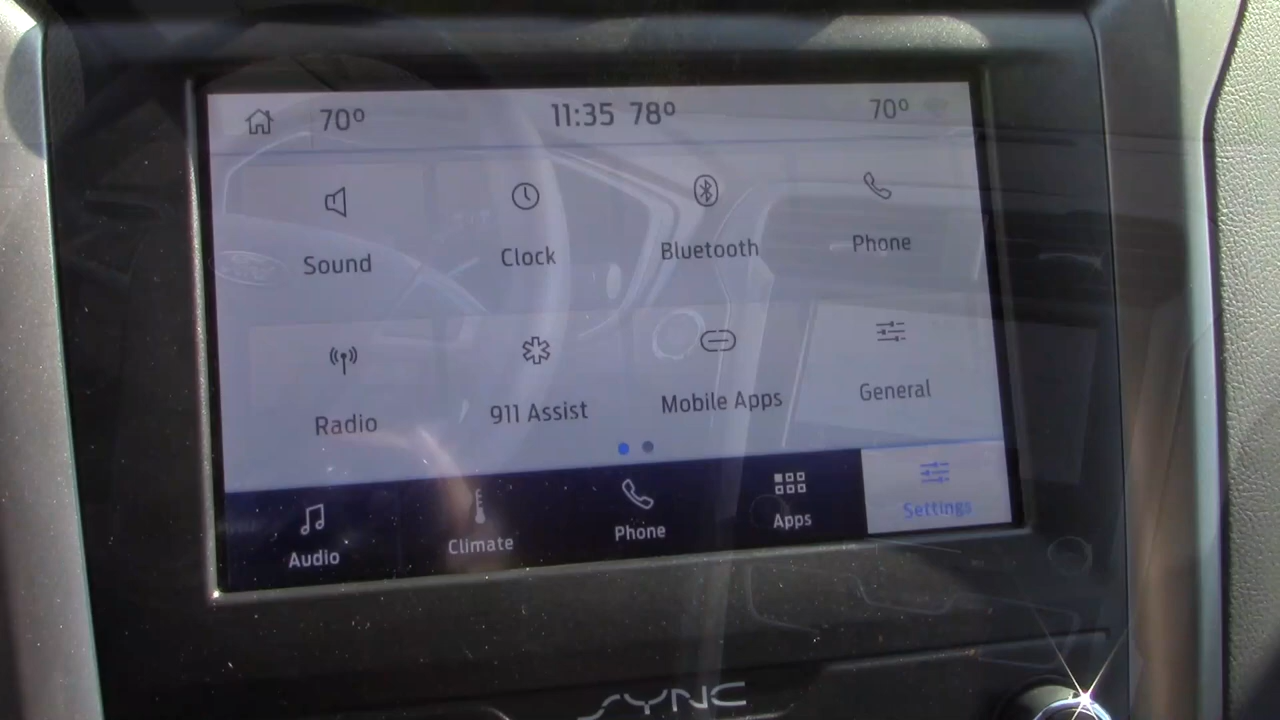 70° 11:35 78° 70°
Sound Clock Bluetooth Phone
Radio 911 Assist Mobile Apps General
Audio Climate Phone Apps Settings
SYNC